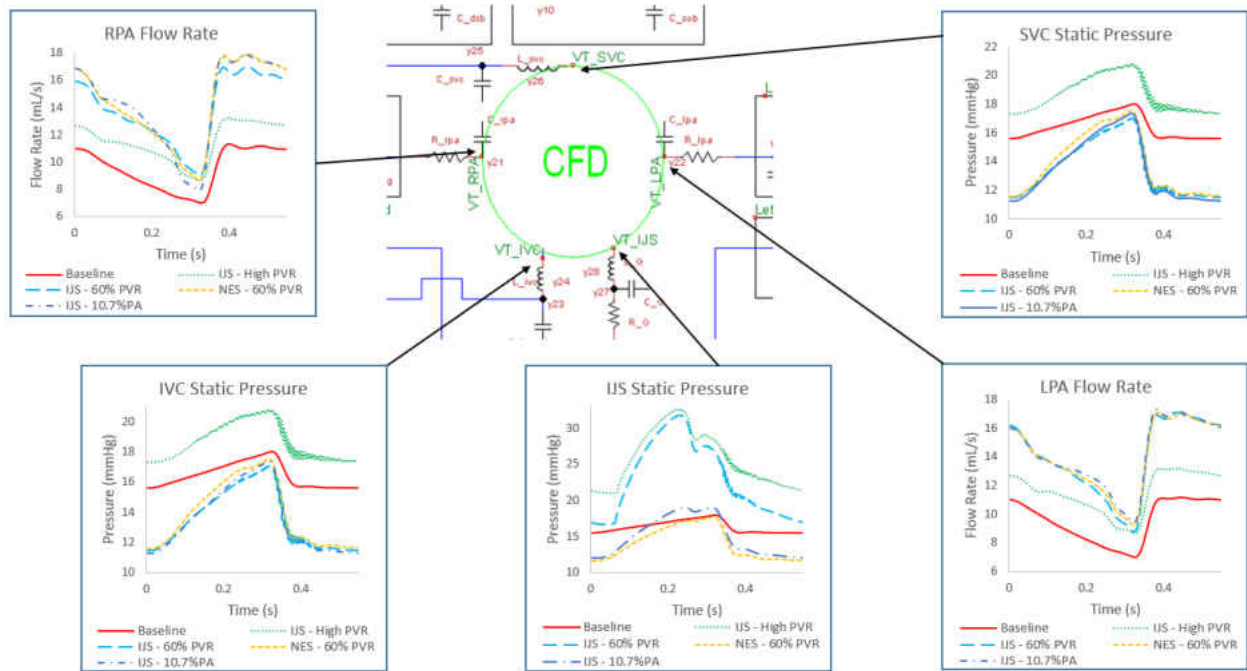 RPA Flow Rate
Flow Rate (mL/s)
18
16
14
12
10
8
6
0
0.2
0.4
Time (s)
Baseline
IJS - High PVR
IJS - 60% PVR
NES - 60% PVR
IJS - 10.7%PA
C_dsb
y10
C_sob
y25
L_svc
VT_SVC
y26
C_svc
C_lpa
C_lpa
R_lpa
R_lpa
y21
CFD
y22
VT_RPA
VT_LPA
Lef
VT_IVC
VT_IJS
y24
y28
y23
y27
R_G
SVC Static Pressure
Pressure (mmHg)
22
20
18
16
14
12
10
0
0.2
0.4
Time (s)
Baseline
IJS - High PVR
IJS - 60% PVR
NES - 60% PVR
IJS - 10.7%PA
IVC Static Pressure
Pressure (mmHg)
20
18
16
14
12
10
0
0.2
0.4
Time (s)
Baseline
IJS - High PVR
IJS - 60% PVR
NES - 60% PVR
IJS - 10.7%PA
IJS Static Pressure
Pressure (mmHg)
30
25
20
15
10
0
0.2
0.4
Time (s)
Baseline
IJS - High PVR
IJS - 60% PVR
NES - 60% PVR
IJS - 10.7%PA
LPA Flow Rate
Flow Rate (mL/s)
18
16
14
12
10
8
6
0
0.2
0.4
Time (s)
Baseline
IJS - High PVR
IJS - 60% PVR
NES - 60% PVR
IJS - 10.7%PA